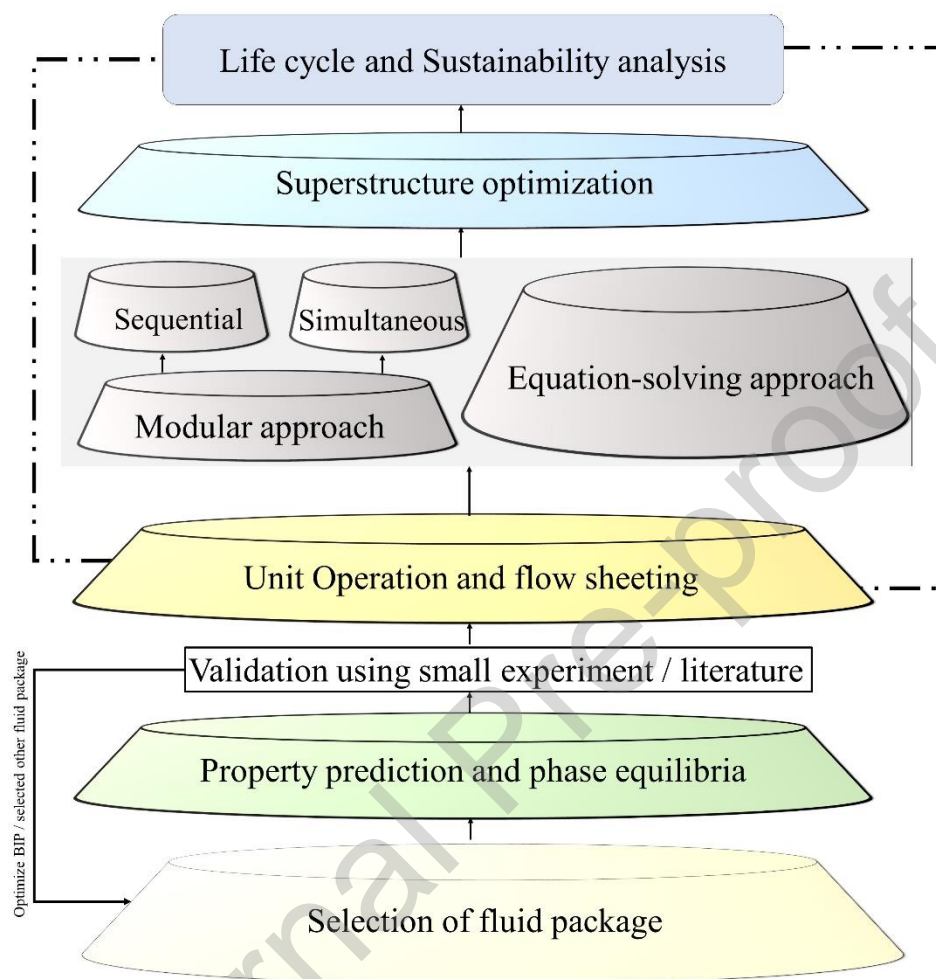 Life cycle and Sustainability analysis
Superstructure optimization
Sequential
Simultaneous
Modular approach
Equation-solving approach
Unit Operation and flow sheeting
Validation using small experiment / literature
Property prediction and phase equilibria
Selection of fluid package
Optimize BIP / selected other fluid package
rnal Pre-proof